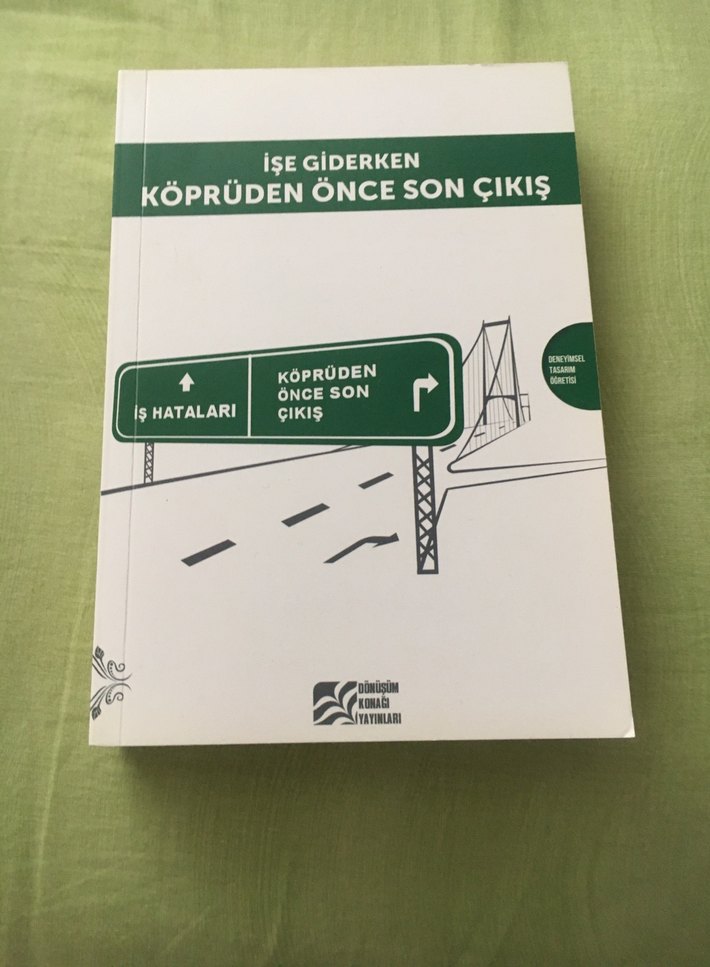 İŞE GİDERKEN
KÖPRÜDEN ÖNCE SON ÇIKIŞ
DENEYİMSEL
TASARIM
ÖĞRETİSİ
İŞ HATALARI
KÖPRÜDEN
ÖNCE SON
ÇIKIŞ
DÖNÜŞÜM
KONAĞI
YAYINLARI